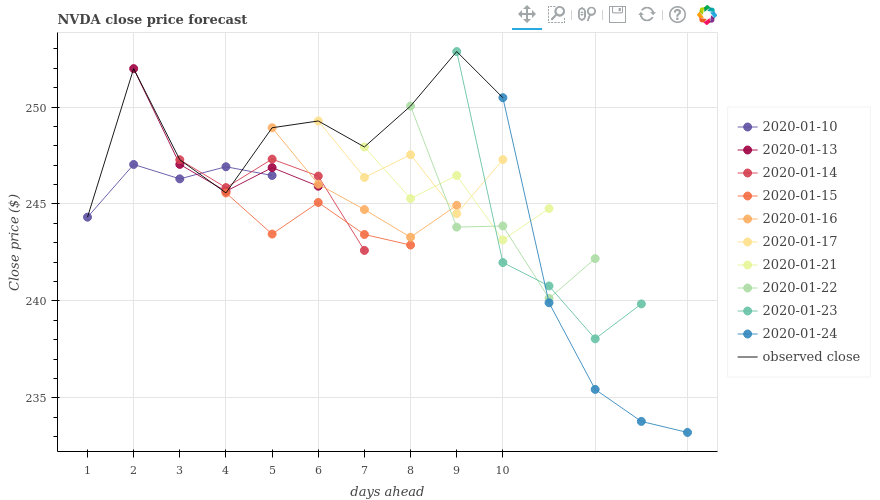 NVDA close price forecast
250
245
240
235
Close price ($)
1 2 3 4 5 6 7 8 9 10
days ahead
2020-01-10
2020-01-13
2020-01-14
2020-01-15
2020-01-16
2020-01-17
2020-01-21
2020-01-22
2020-01-23
2020-01-24
observed close